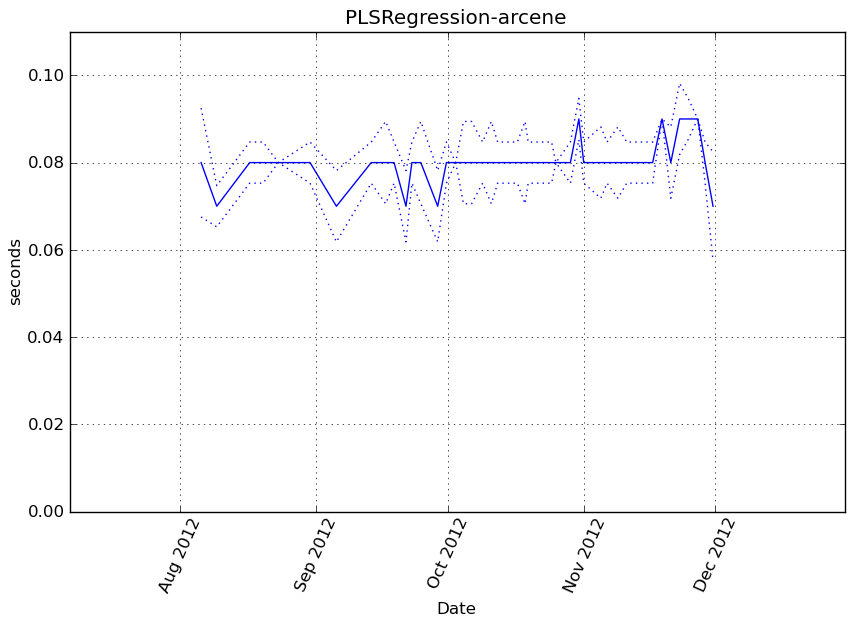 PLSRegression-arcene
0.10
0.08
0.06
0.04
0.02
0.00
seconds
Aug 2012
Sep 2012
Oct 2012
Nov 2012
Dec 2012
Date